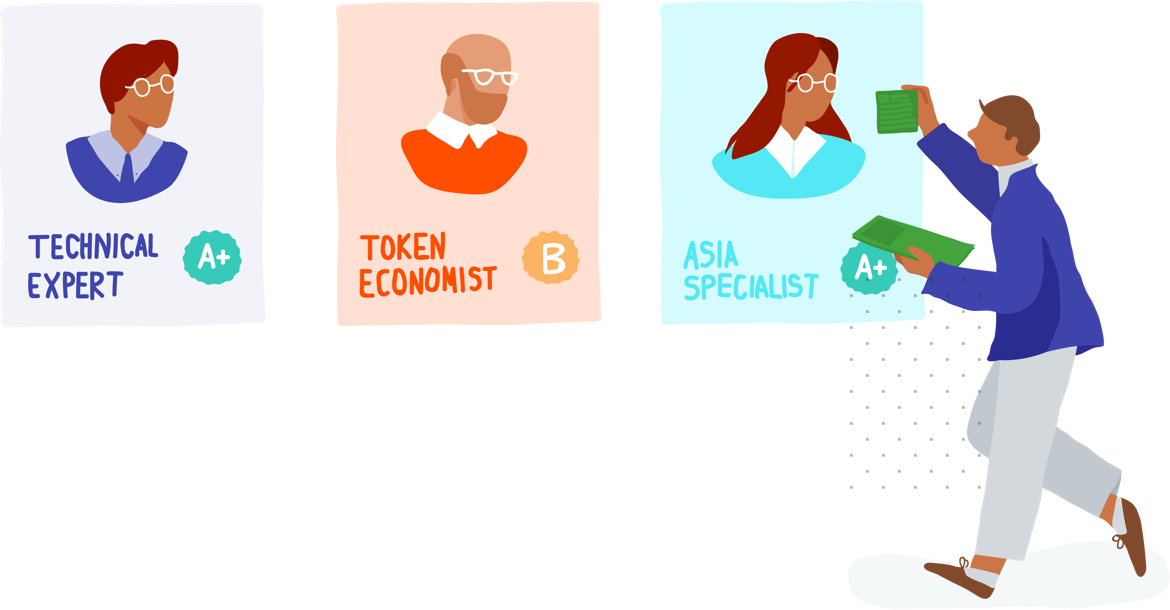 TECHNICAL
EXPERT
A+
TOKEN
ECONOMIST
B
ASIA
SPECIALIST
A+